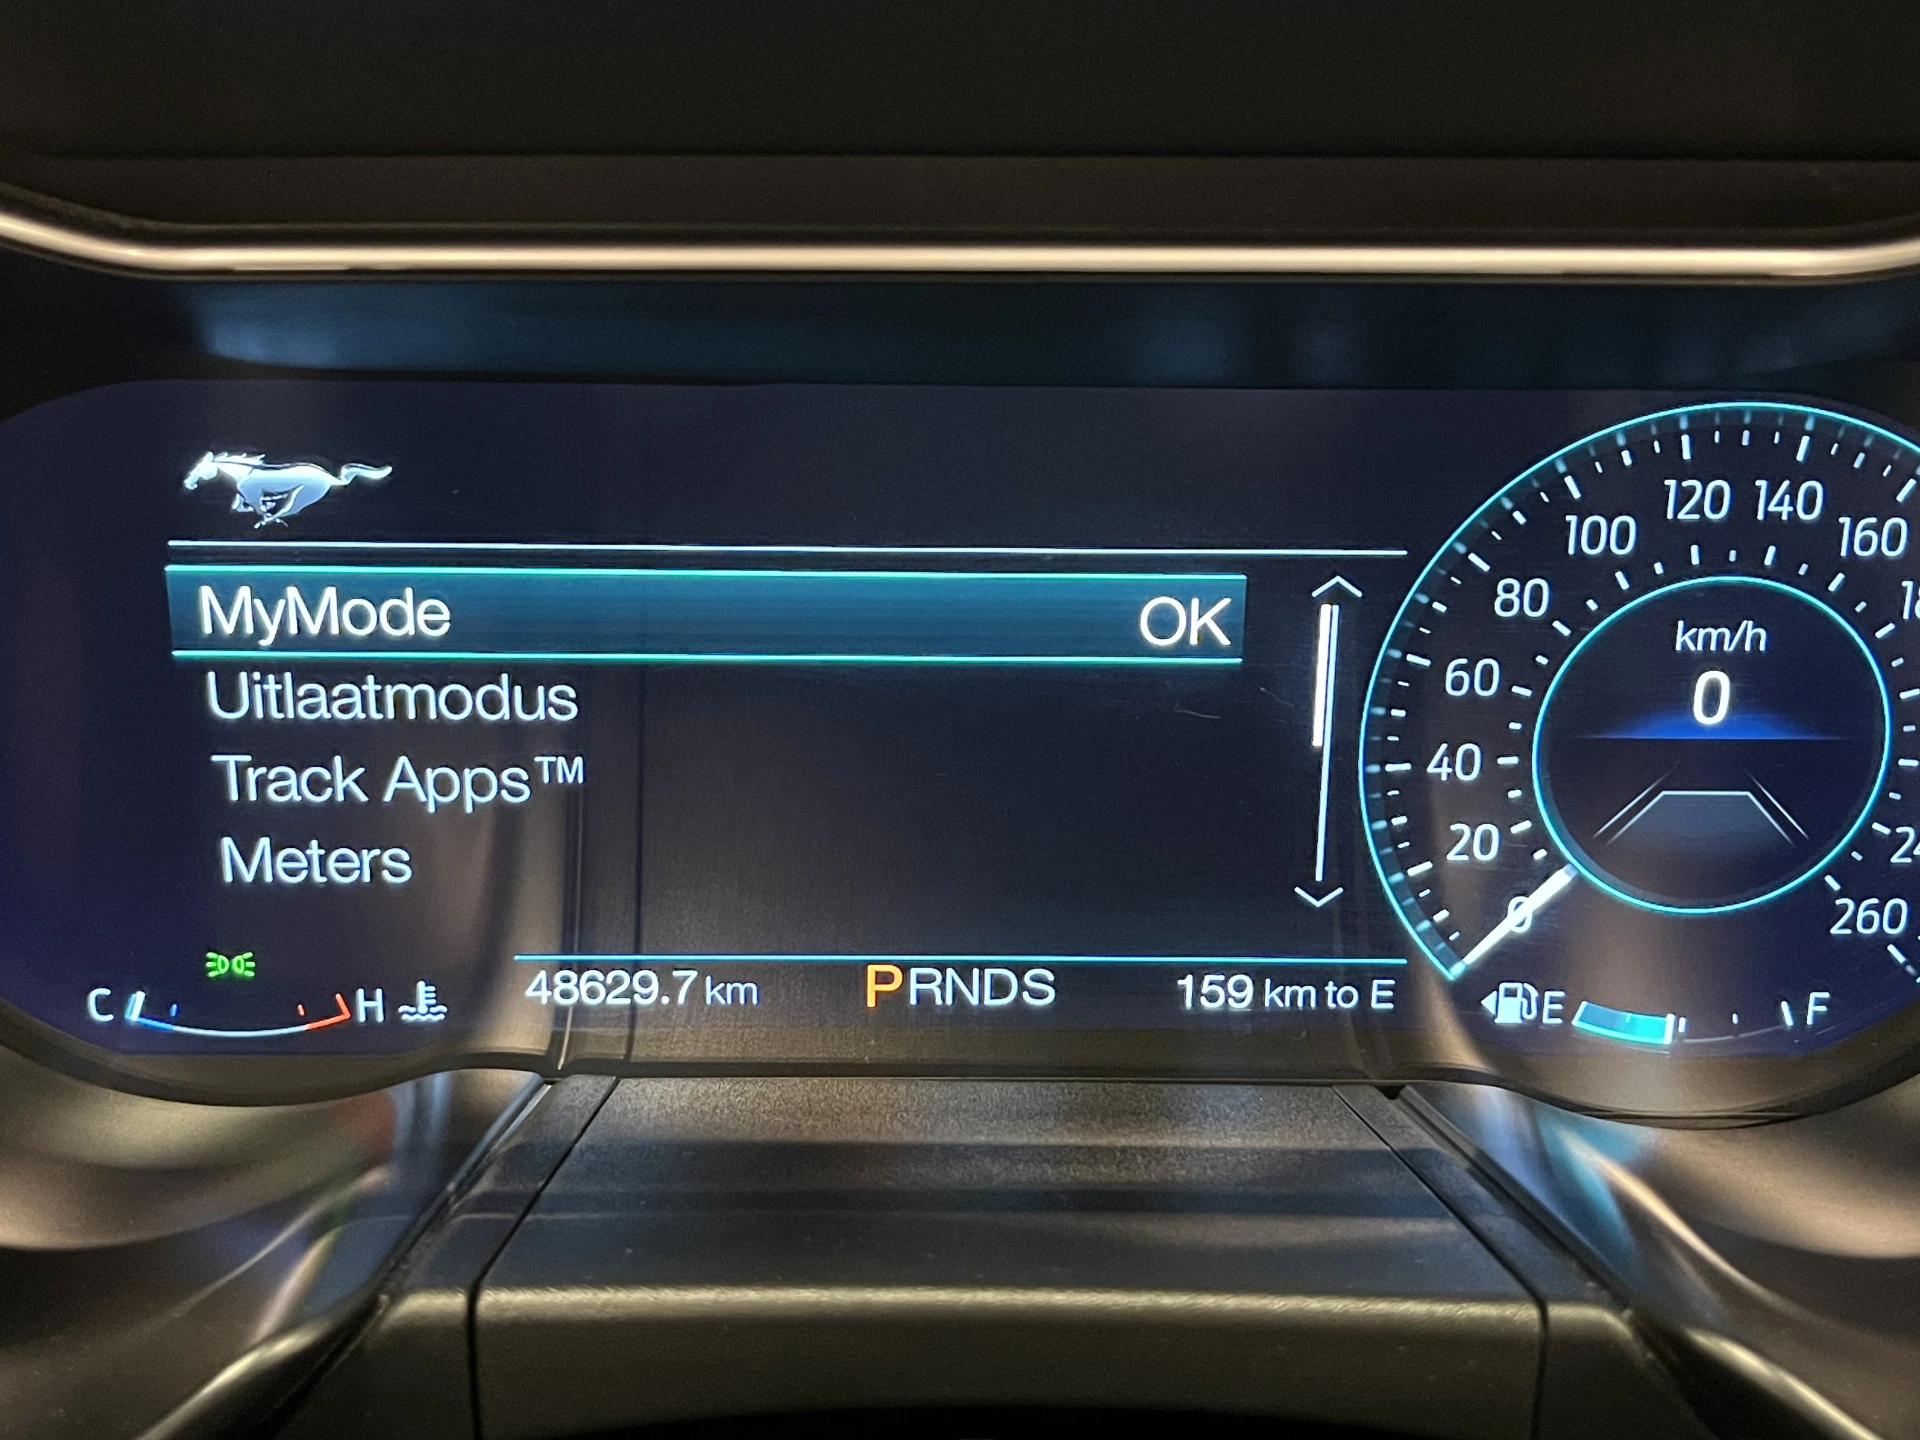 MyMode OK
Uitlaatmodus
Track Apps™
Meters
C H
48629.7 km PRNDS 159 km to E
E F
0 20 40 60 80 100 120 140 160 260
km/h
0